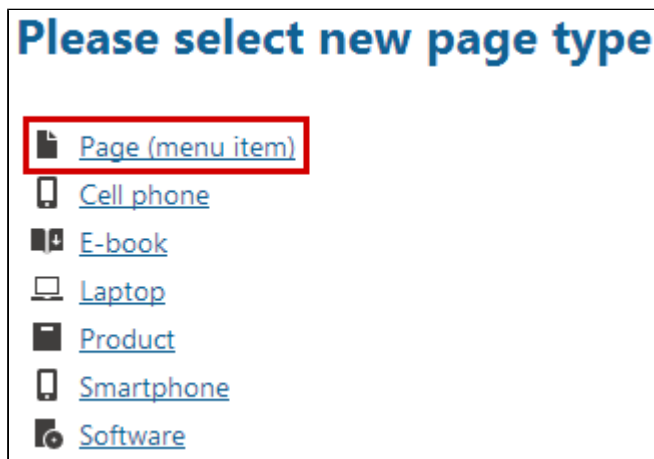 Please select new page type
Page (menu item)
Cell phone
E-book
Laptop
Product
Smartphone
Software